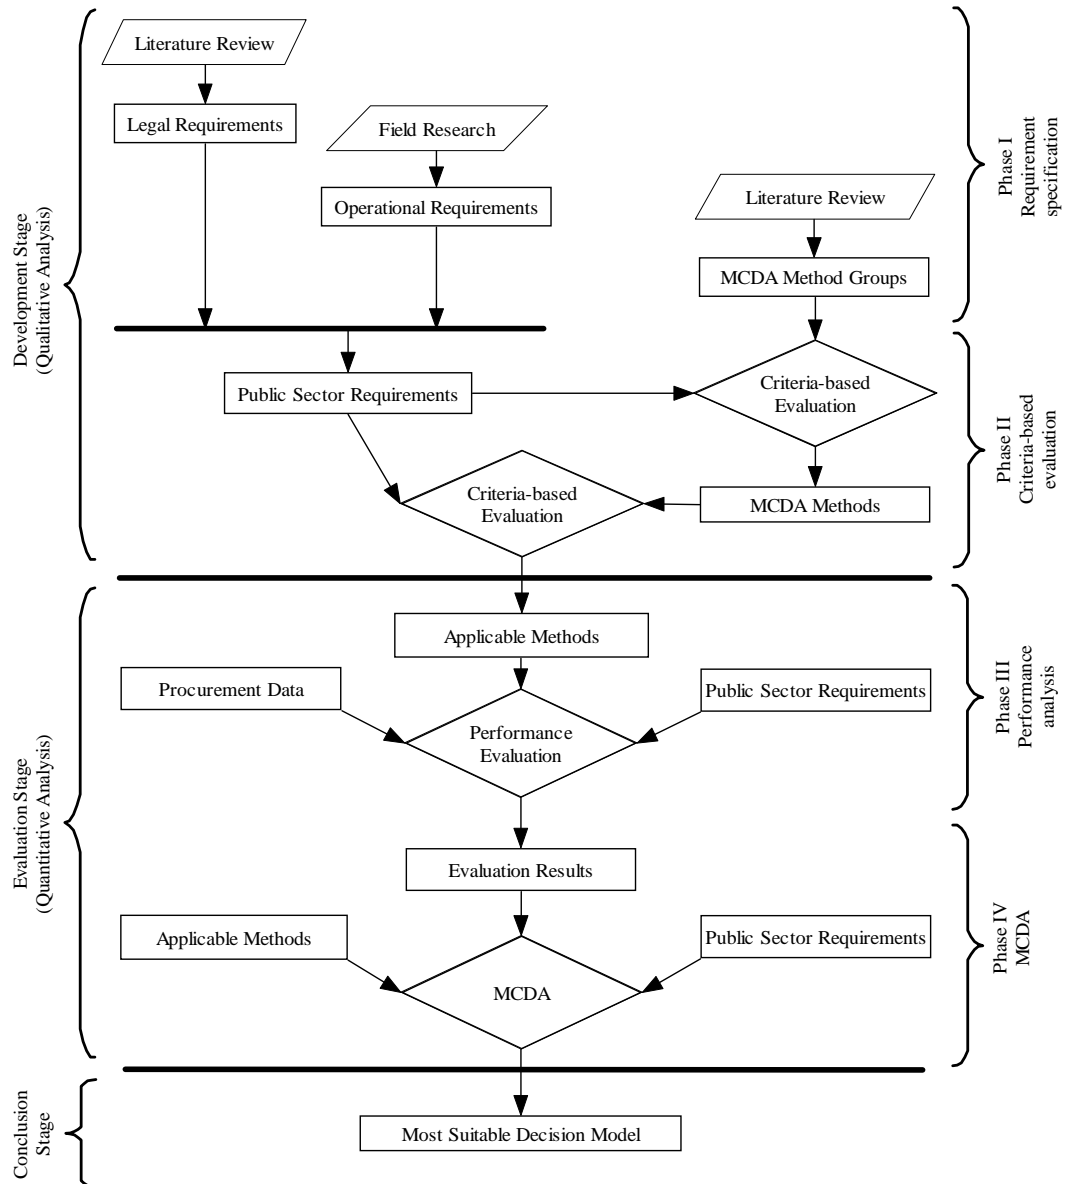 Literature Review
Legal Requirements
Field Research
Operational Requirements
Literature Review
MCDA Method Groups
Public Sector Requirements
Criteria-based
Evaluation
Criteria-based
Evaluation
MCDA Methods
Applicable Methods
Procurement Data
Public Sector Requirements
Performance
Evaluation
Evaluation Results
Applicable Methods
Public Sector Requirements
MCDA
Most Suitable Decision Model
Development Stage
(Qualitative Analysis)
Evaluation Stage
(Quantitative Analysis)
Conclusion
Stage
Phase I
Requirement
specification
Phase II
Criteria-based
evaluation
Phase III
Performance
analysis
Phase IV
MCDA